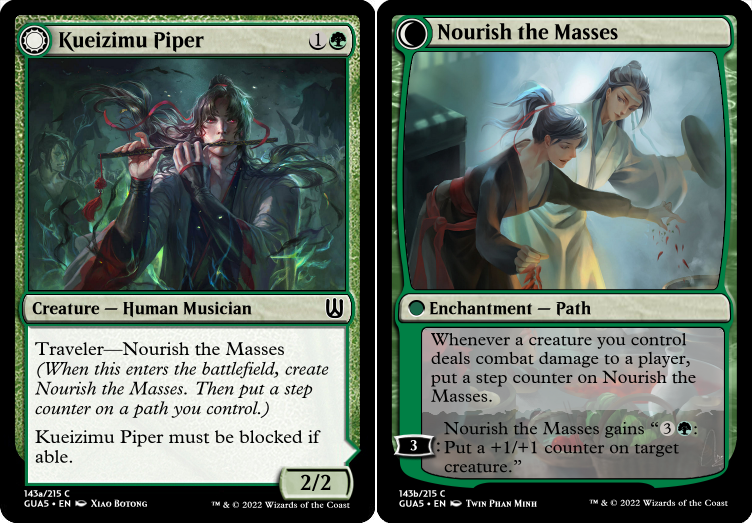 Kueizimu Piper
1
Creature — Human Musician
Traveler—Nourish the Masses
(When this enters the battlefield, create
Nourish the Masses. Then put a step
counter on a path you control.)
Kueizimu Piper must be blocked if
able.
2/2
143a/215 C
GUA5 • EN Xiao Botong
™ & © 2022 Wizards of the Coast
Nourish the Masses
Enchantment — Path
Whenever a creature you control
deals combat damage to a player,
put a step counter on Nourish the
Masses.
3
Nourish the Masses gains “3:
Put a +1/+1 counter on target
creature.”
143b/215 C
GUA5 • EN Twin Phan Minh
™ & © 2022 Wizards of the Coast